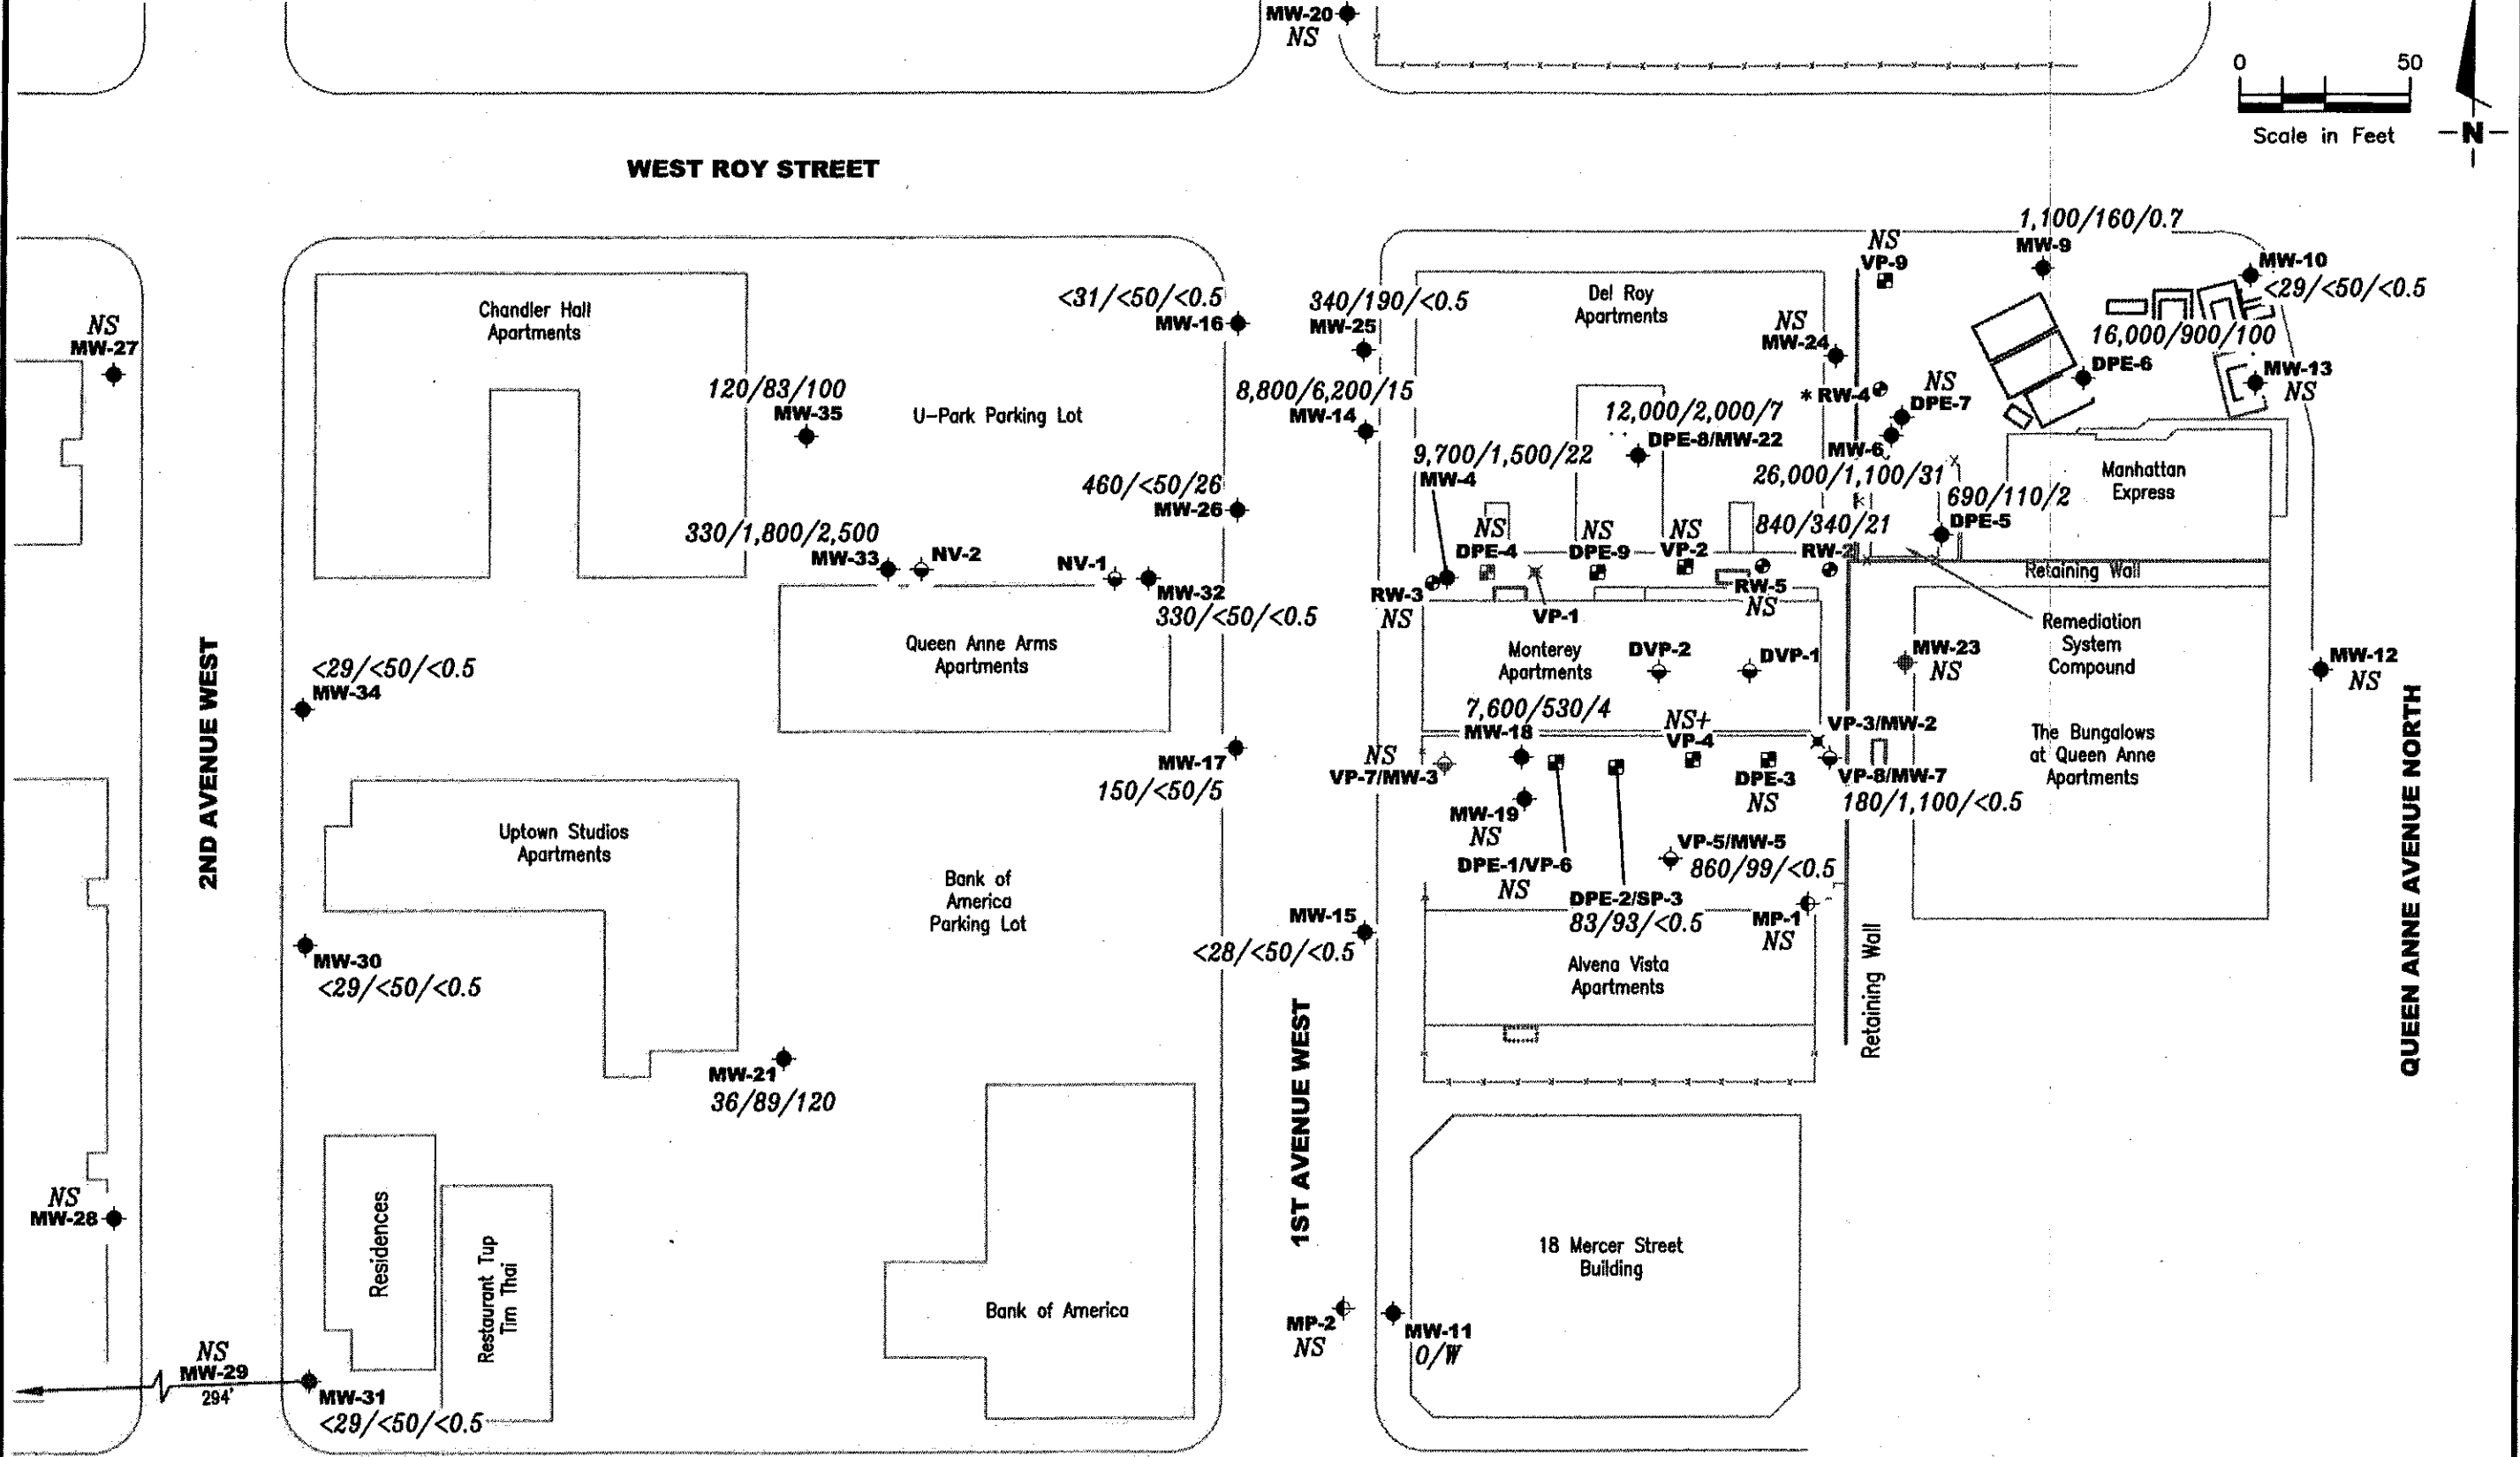 MW-20
NS
0 50
Scale in Feet
N
WEST ROY STREET
1,100/160/0.7
MW-9
NS
VP-9
MW-10
<29/<50/<0.5
<31/<50/<0.5
MW-16
340/190/<0.5
MW-25
Del Roy
Apartments
NS
MW-24
16,000/900/100
DPE-6
MW-13
NS
Chandler Hall
Apartments
NS
MW-27
120/83/100
MW-35
U-Park Parking Lot
8,800/6,200/15
MW-14
12,000/2,000/7
DPE-8/MW-22
* RW-4
NS
DPE-7
MW-6
26,000/1,100/31
9,700/1,500/22
MW-4
Manhattan
Express
460/<50/26
MW-26
690/110/2
DPE-5
330/1,800/2,500
MW-33
NV-2
NV-1
MW-32
330/<50/<0.5
NS
DPE-4
NS
DPE-9
NS
VP-2
840/340/21
RW-2
Retaining Wall
RW-3
NS
VP-1
RW-5
NS
Remediation
System
Compound
Queen Anne Arms
Apartments
Monterey
Apartments
DVP-2
DVP-1
MW-23
NS
MW-12
NS
2ND AVENUE WEST
<29/<50/<0.5
MW-34
7,600/530/4
MW-18
NS+
VP-4
VP-3/MW-2
The Bungalows
at Queen Anne
Apartments
QUEEN ANNE AVENUE NORTH
MW-17
150/<50/5
NS
VP-7/MW-3
DPE-3
NS
VP-8/MW-7
180/1,100/<0.5
MW-19
NS
Uptown Studios
Apartments
VP-5/MW-5
860/99/<0.5
DPE-1/VP-6
NS
DPE-2/SP-3
83/93/<0.5
MP-1
NS
Bank of
America
Parking Lot
MW-15
<28/<50/<0.5
MW-30
<29/<50/<0.5
Alvena Vista
Apartments
Retaining Wall
MW-21
36/89/120
1ST AVENUE WEST
NS
MW-28
Residences
Restaurant Tup
Tim Thai
18 Mercer Street
Building
Bank of America
MP-2
NS
MW-11
O/W
NS
MW-29
294'
MW-31
<29/<50/<0.5